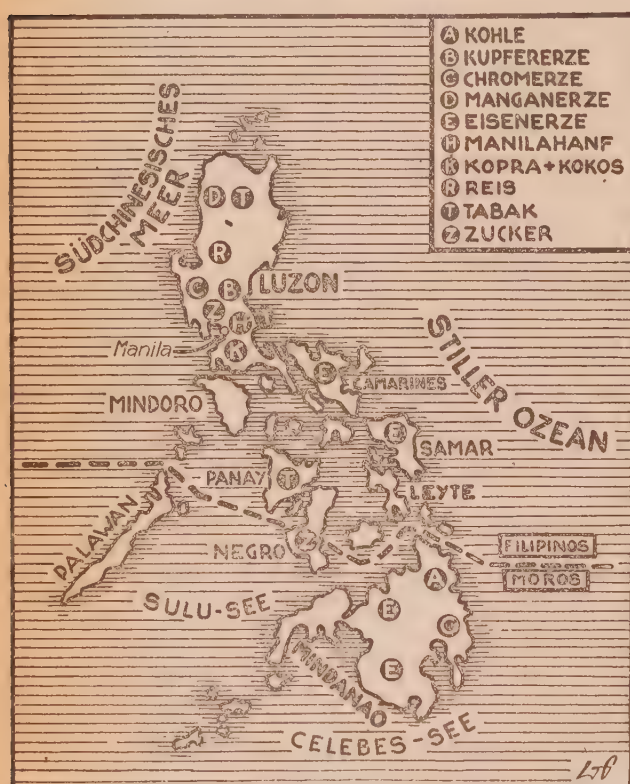 A KOHLE
B KUPFERERZE
C CHROMERZE
D MANGANERZE
E EISENERZE
H MANILAHANF
K KOPRA+KOKOS
R REIS
T TABAK
Z ZUCKER
SÜDCHINESISCHES
MEER
D T
R
C B LUZON
Z H
Manila K
STILLER OZEAN
E CAMARINES
MINDORO
E SAMAR
PANAY T
LEYTE
PALAWAN
NEGRO Z
FILIPINOS
MOROS
SULU-SEE
A
E C
E
MINDANAO
CELEBES-SEE